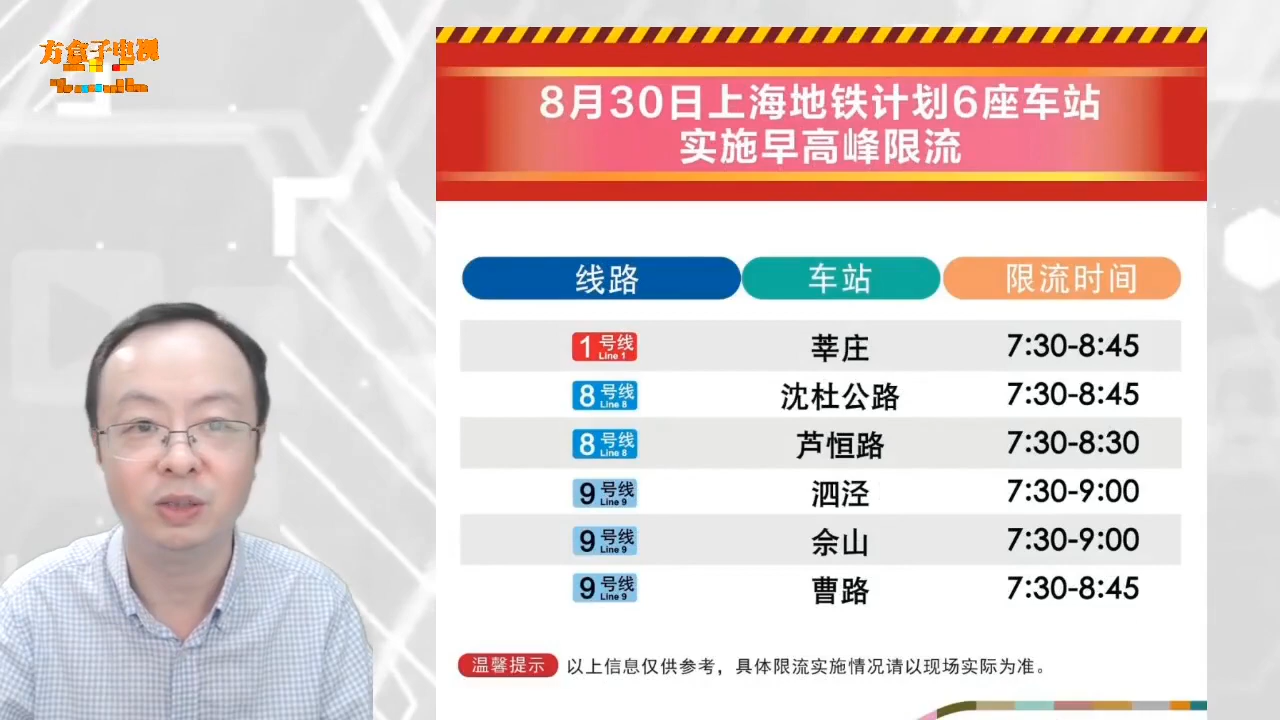 方盒子电视
8月30日上海地铁计划6座车站
实施早高峰限流
线路 车站 限流时间
1号线 Line 1 莘庄 7:30-8:45
8号线 Line 8 沈杜公路 7:30-8:45
8号线 Line 8 芦恒路 7:30-8:30
9号线 Line 9 泗泾 7:30-9:00
9号线 Line 9 佘山 7:30-9:00
9号线 Line 9 曹路 7:30-8:45
温馨提示 以上信息仅供参考，具体限流实施情况请以现场实际为准。